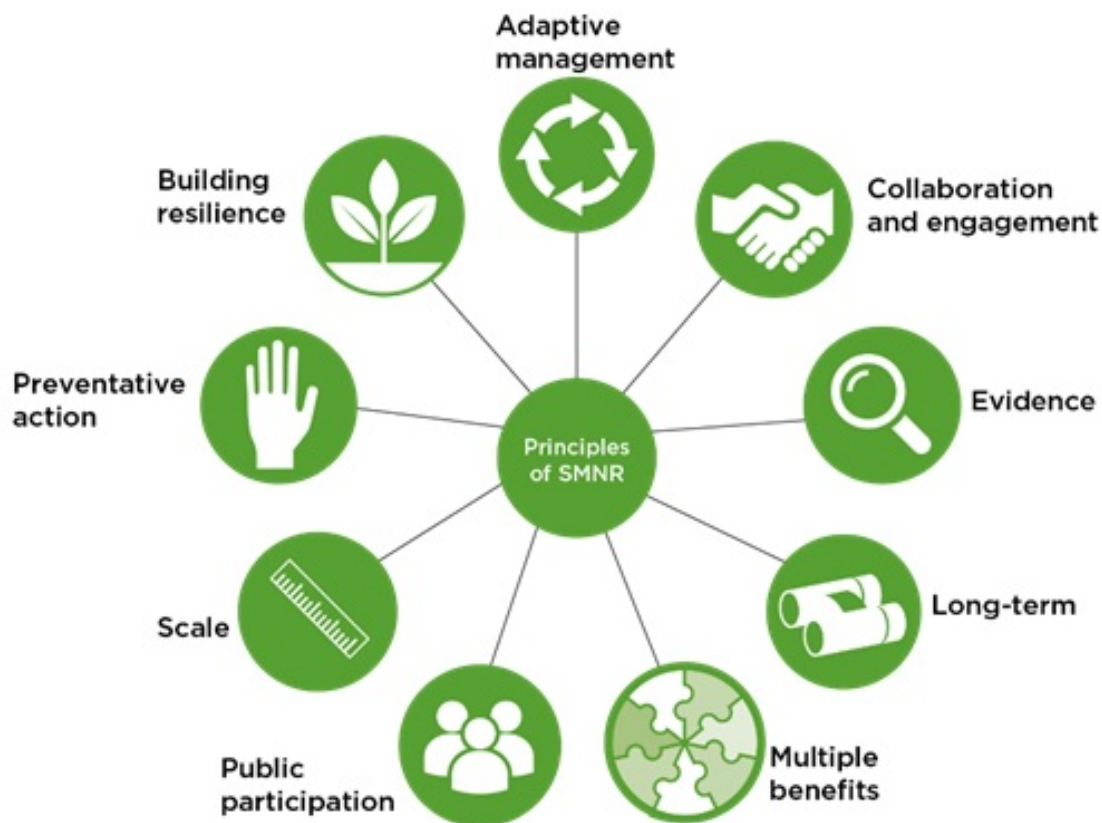 Adaptive
management
Collaboration
and engagement
Evidence
Long-term
Multiple
benefits
Public
participation
Scale
Preventative
action
Building
resilience
Principles
of SMNR